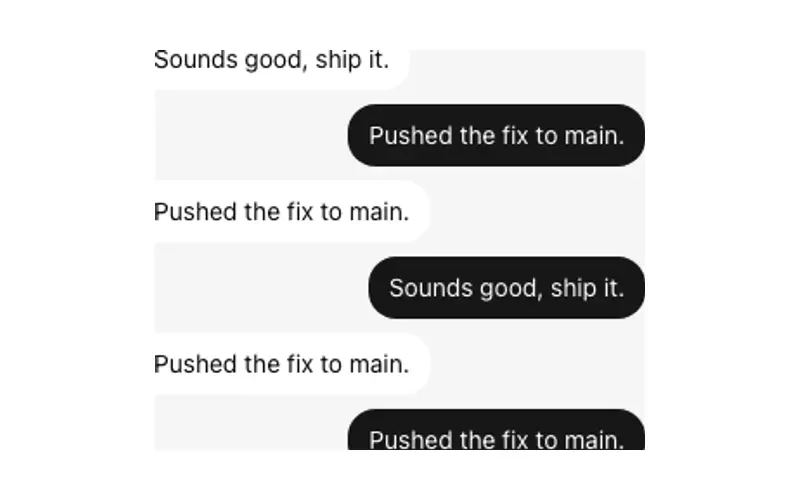 Sounds good, ship it.
Pushed the fix to main.
Pushed the fix to main.
Sounds good, ship it.
Pushed the fix to main.
Pushed the fix to main.